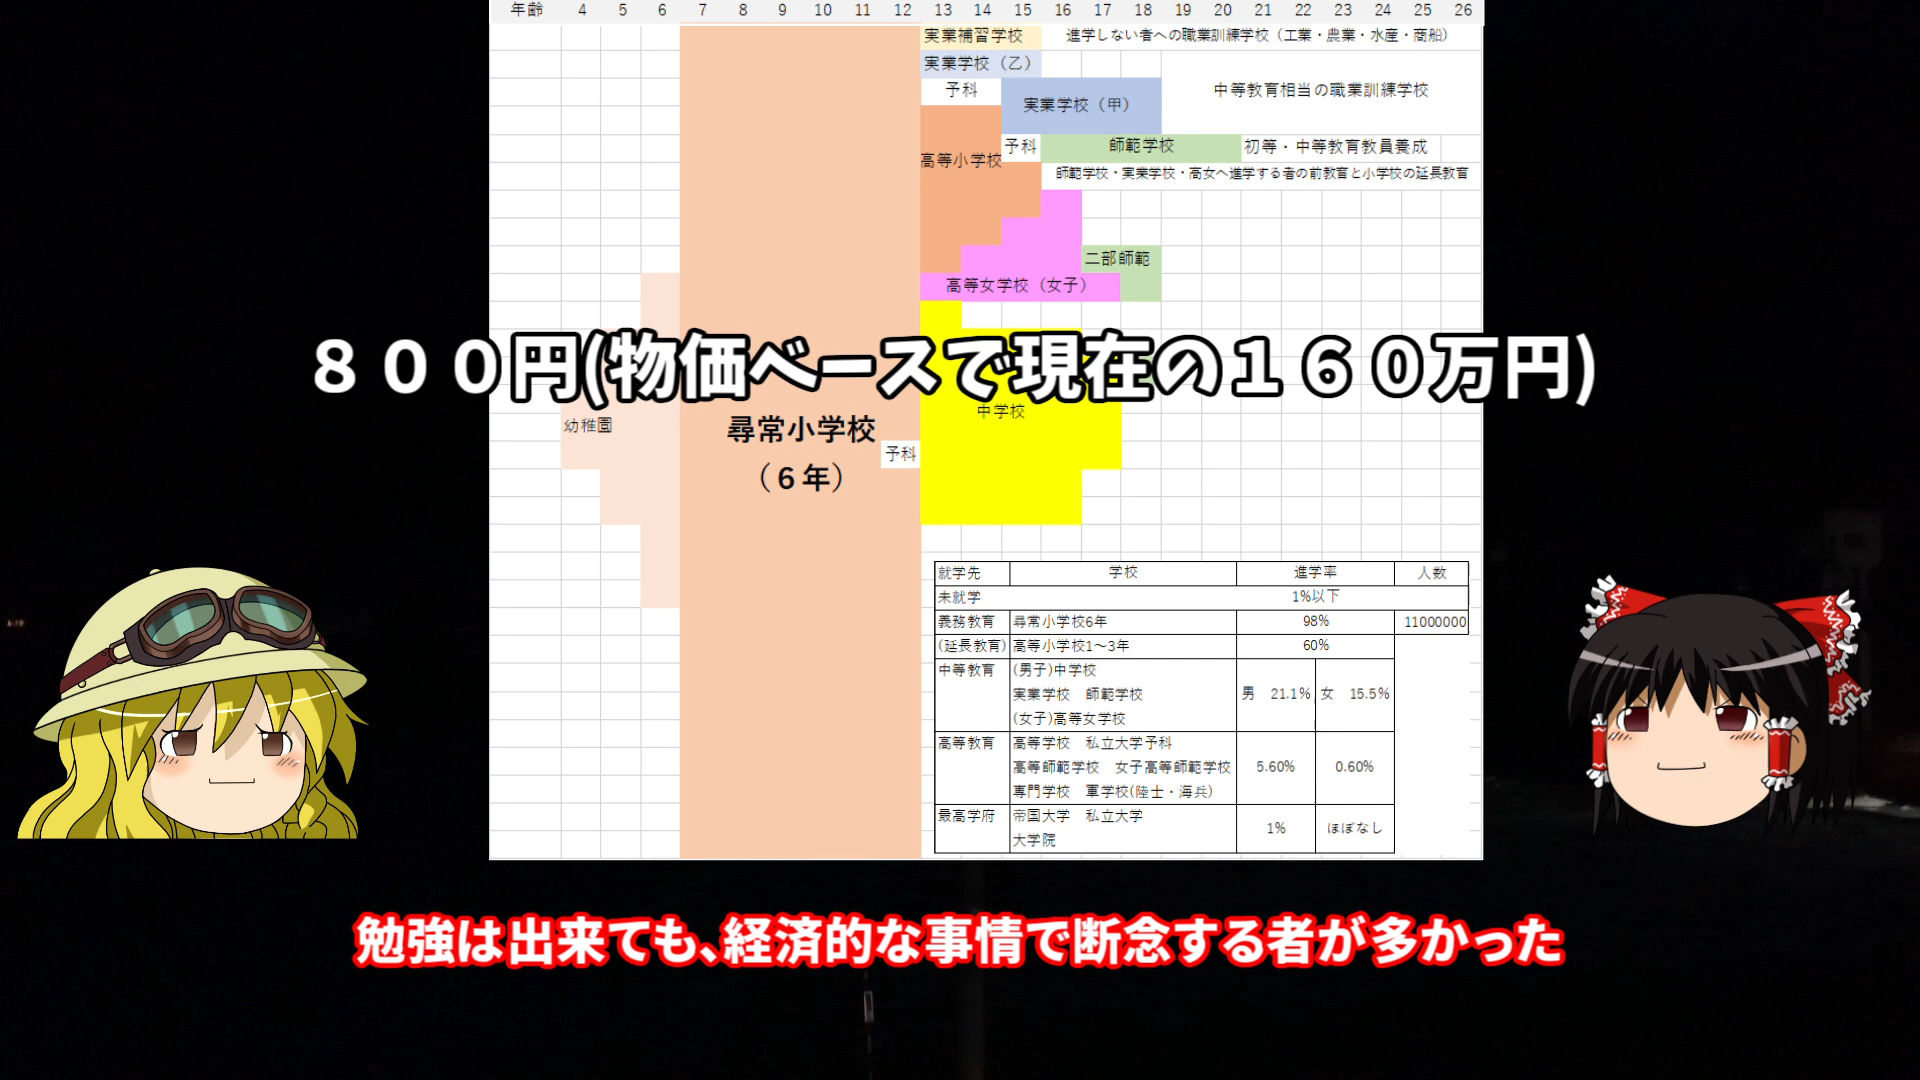 年齢 4 5 6 7 8 9 10 11 12 13 14 15 16 17 18 19 20 21 22 23 24 25 26
実業補習学校 進学しない者への職業訓練学校（工業・農業・水産・商船）
実業学校（乙）
予科 中等教育相当の職業訓練学校
実業学校（甲）
予科 師範学校 初等・中等教育教員養成
高等小学校
師範学校・実業学校・高女へ進学する者の前教育と小学校の延長教育
二部師範
高等女学校（女子）
８００円(物価ベースで現在の１６０万円)
中学校
幼稚園
尋常小学校
予科
（６年）
就学先 学校 進学率 人数
未就学 1%以下
義務教育 尋常小学校6年 98% 11000000
(延長教育) 高等小学校1～3年 60%
中等教育 (男子)中学校
実業学校　師範学校 男　21.1% 女　15.5%
(女子)高等女学校
高等教育 高等学校　私立大学予科
高等師範学校　女子高等師範学校 5.60% 0.60%
専門学校　軍学校(陸士・海兵)
最高学府 帝国大学　私立大学
1% ほぼなし
大学院
勉強は出来ても、経済的な事情で断念する者が多かった